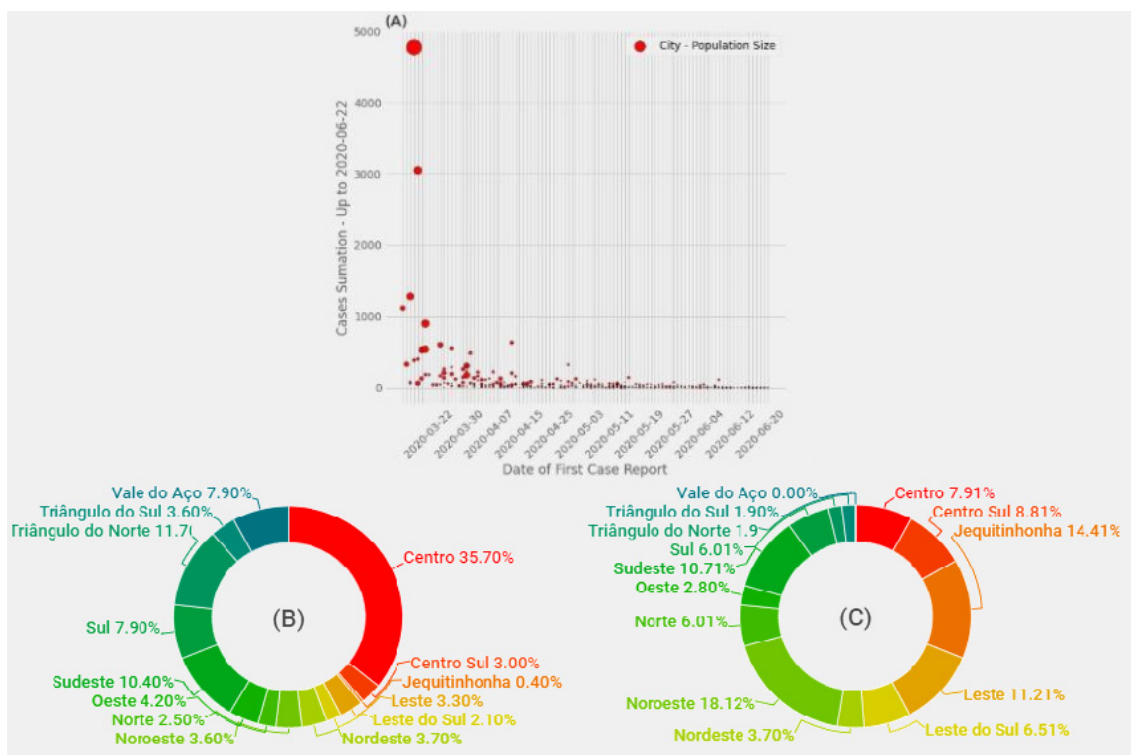 (A)
5000
4000
3000
2000
1000
0
Cases Sumation - Up to 2020-06-22
City - Population Size
2020-03-22
2020-03-30
2020-04-07
2020-04-15
2020-04-25
2020-05-03
2020-05-11
2020-05-19
2020-05-27
2020-06-04
2020-06-12
2020-06-20
Date of First Case Report
Vale do Aço 7.90%
Triângulo do Sul 3.60%
Triângulo do Norte 11.7
Centro 35.70%
(B)
Sul 7.90%
Centro Sul 3.00%
Sudeste 10.40%
Jequitinhonha 0.40%
Oeste 4.20%
Leste 3.30%
Norte 2.50%
Leste do Sul 2.10%
Noroeste 3.60%
Nordeste 3.70%
Vale do Aço 0.00%
Centro 7.91%
Triângulo do Sul 1.90%
Centro Sul 8.81%
Triângulo do Norte 1.9
Jequitinhonha 14.41%
Sul 6.01%
Sudeste 10.71%
Oeste 2.80%
(C)
Norte 6.01%
Noroeste 18.12%
Leste 11.21%
Nordeste 3.70%
Leste do Sul 6.51%